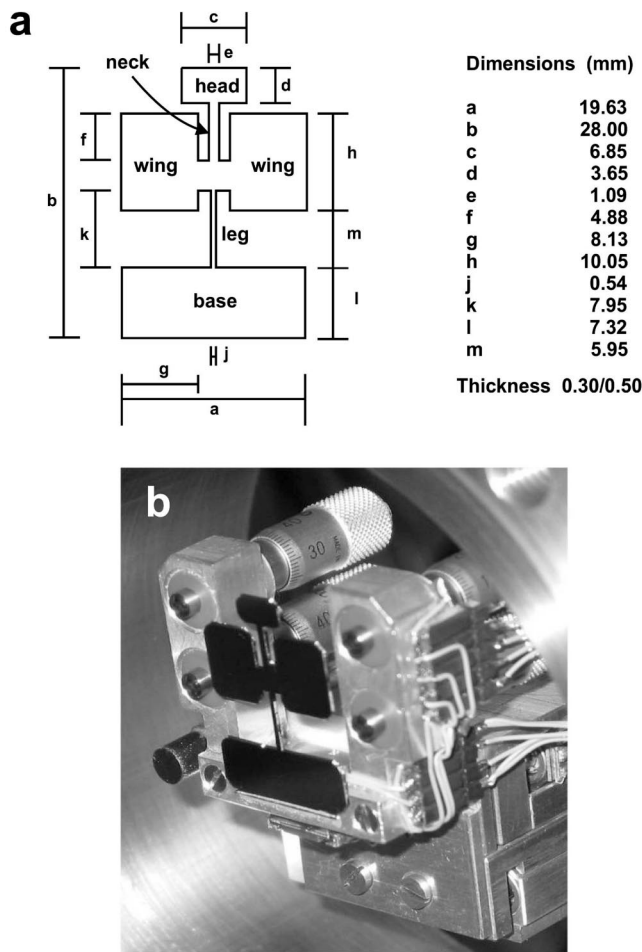 a
c
e
neck
head
d
f
h
wing
wing
b
k
leg
m
base
l
j
g
a
Dimensions (mm)
a 19.63
b 28.00
c 6.85
d 3.65
e 1.09
f 4.88
g 8.13
h 10.05
j 0.54
k 7.95
l 7.32
m 5.95
Thickness 0.30/0.50
b
30
40